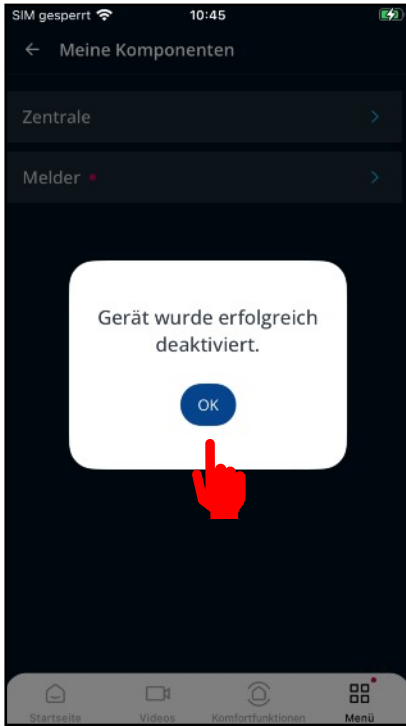 SIM gesperrt 10:45
Meine Komponenten
Zentrale
Melder
Gerät wurde erfolgreich
deaktiviert.
OK
Startseite Videos Komfortfunktionen Menü